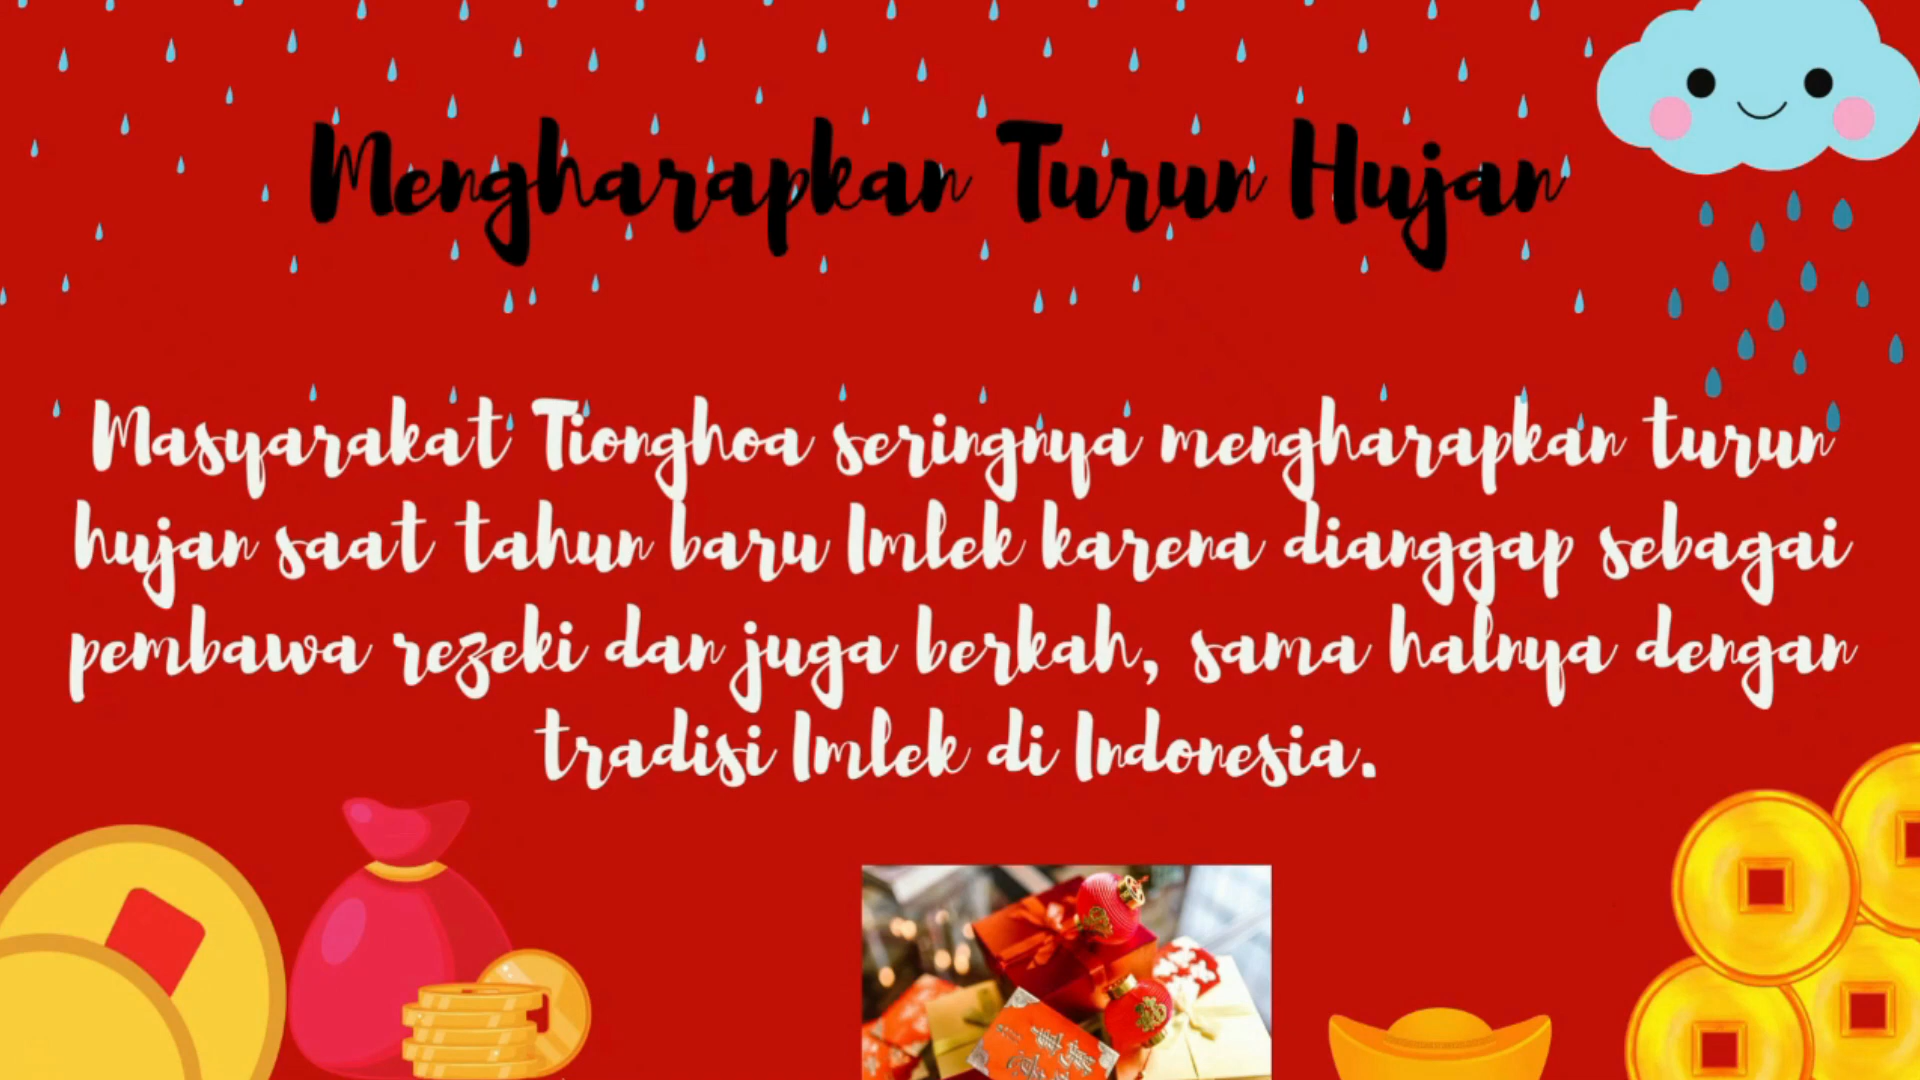 Mengharapkan Turun Hujan
Masyarakat Tionghoa seringnya mengharapkan turun
hujan saat tahun baru Imlek karena dianggap sebagai
pembawa rezeki dan juga berkah, sama halnya dengan
tradisi Imlek di Indonesia.